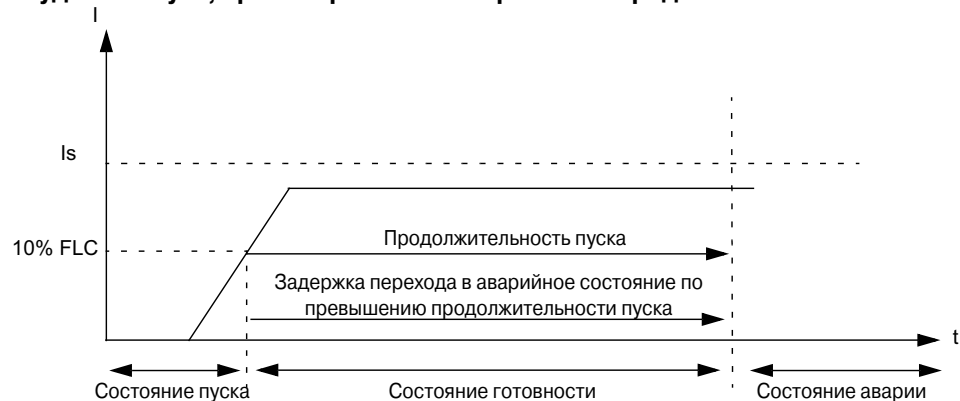 I
Is
10% FLC
Продолжительность пуска
Задержка перехода в аварийное состояние по
превышению продолжительности пуска
t
Состояние пуска
Состояние готовности
Состояние аварии